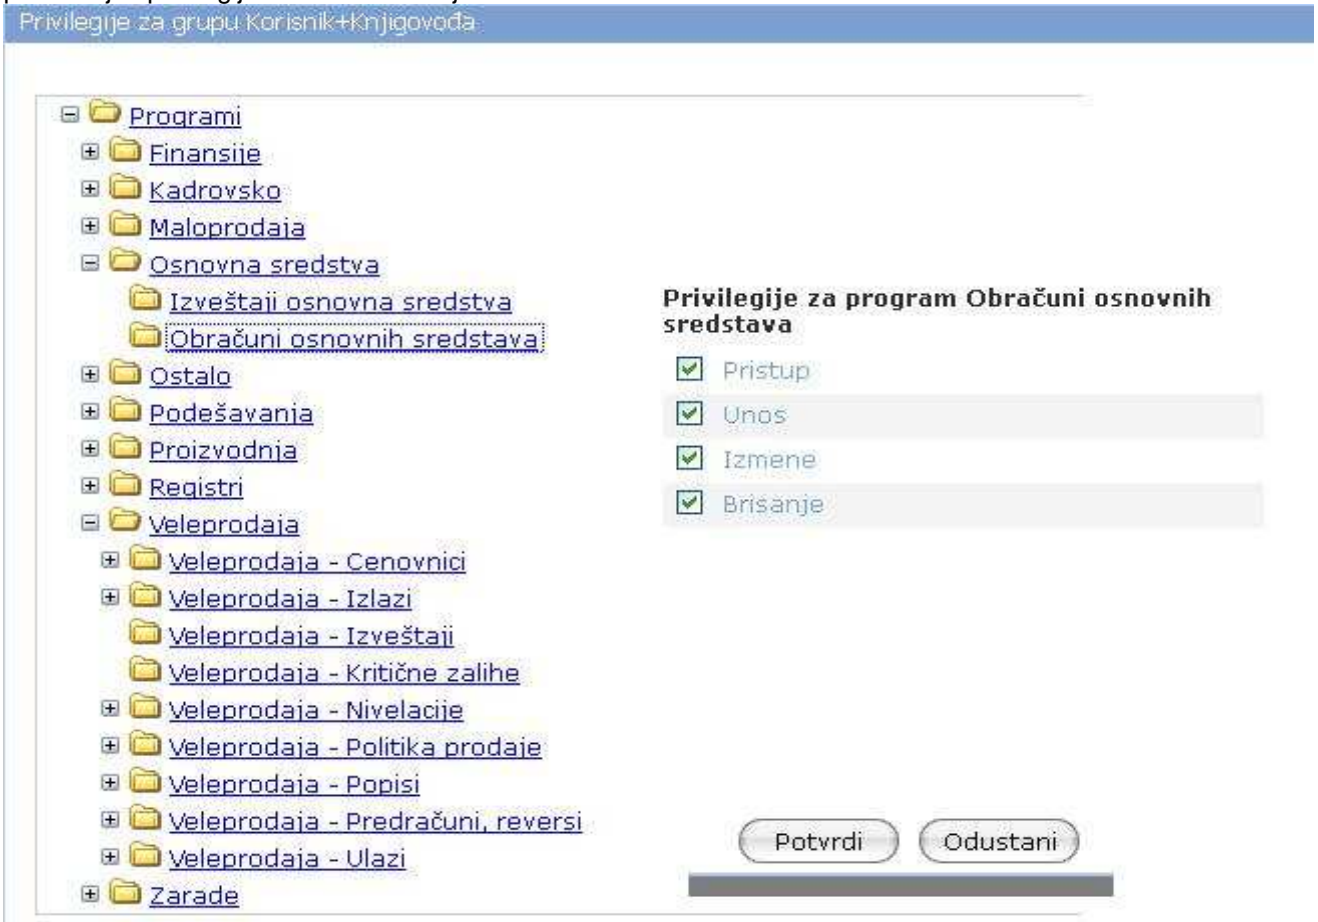 Privilegije za grupu Korisnik+Knjigovođa
Programi
Finansije
Kadrovsko
Maloprodaja
Osnovna sredstva
Izveštaji osnovna sredstva
Obračuni osnovnih sredstava
Ostalo
Podešavanja
Proizvodnja
Registri
Veleprodaja
Veleprodaja - Cenovnici
Veleprodaja - Izlazi
Veleprodaja - Izveštaji
Veleprodaja - Kritične zalihe
Veleprodaja - Nivelacije
Veleprodaja - Politika prodaje
Veleprodaja - Popisi
Veleprodaja - Predračuni, reversi
Veleprodaja - Ulazi
Zarade
Privilegije za program Obračuni osnovnih
sredstava
Pristup
Unos
Izmene
Brisanje
Potvrdi Odustani